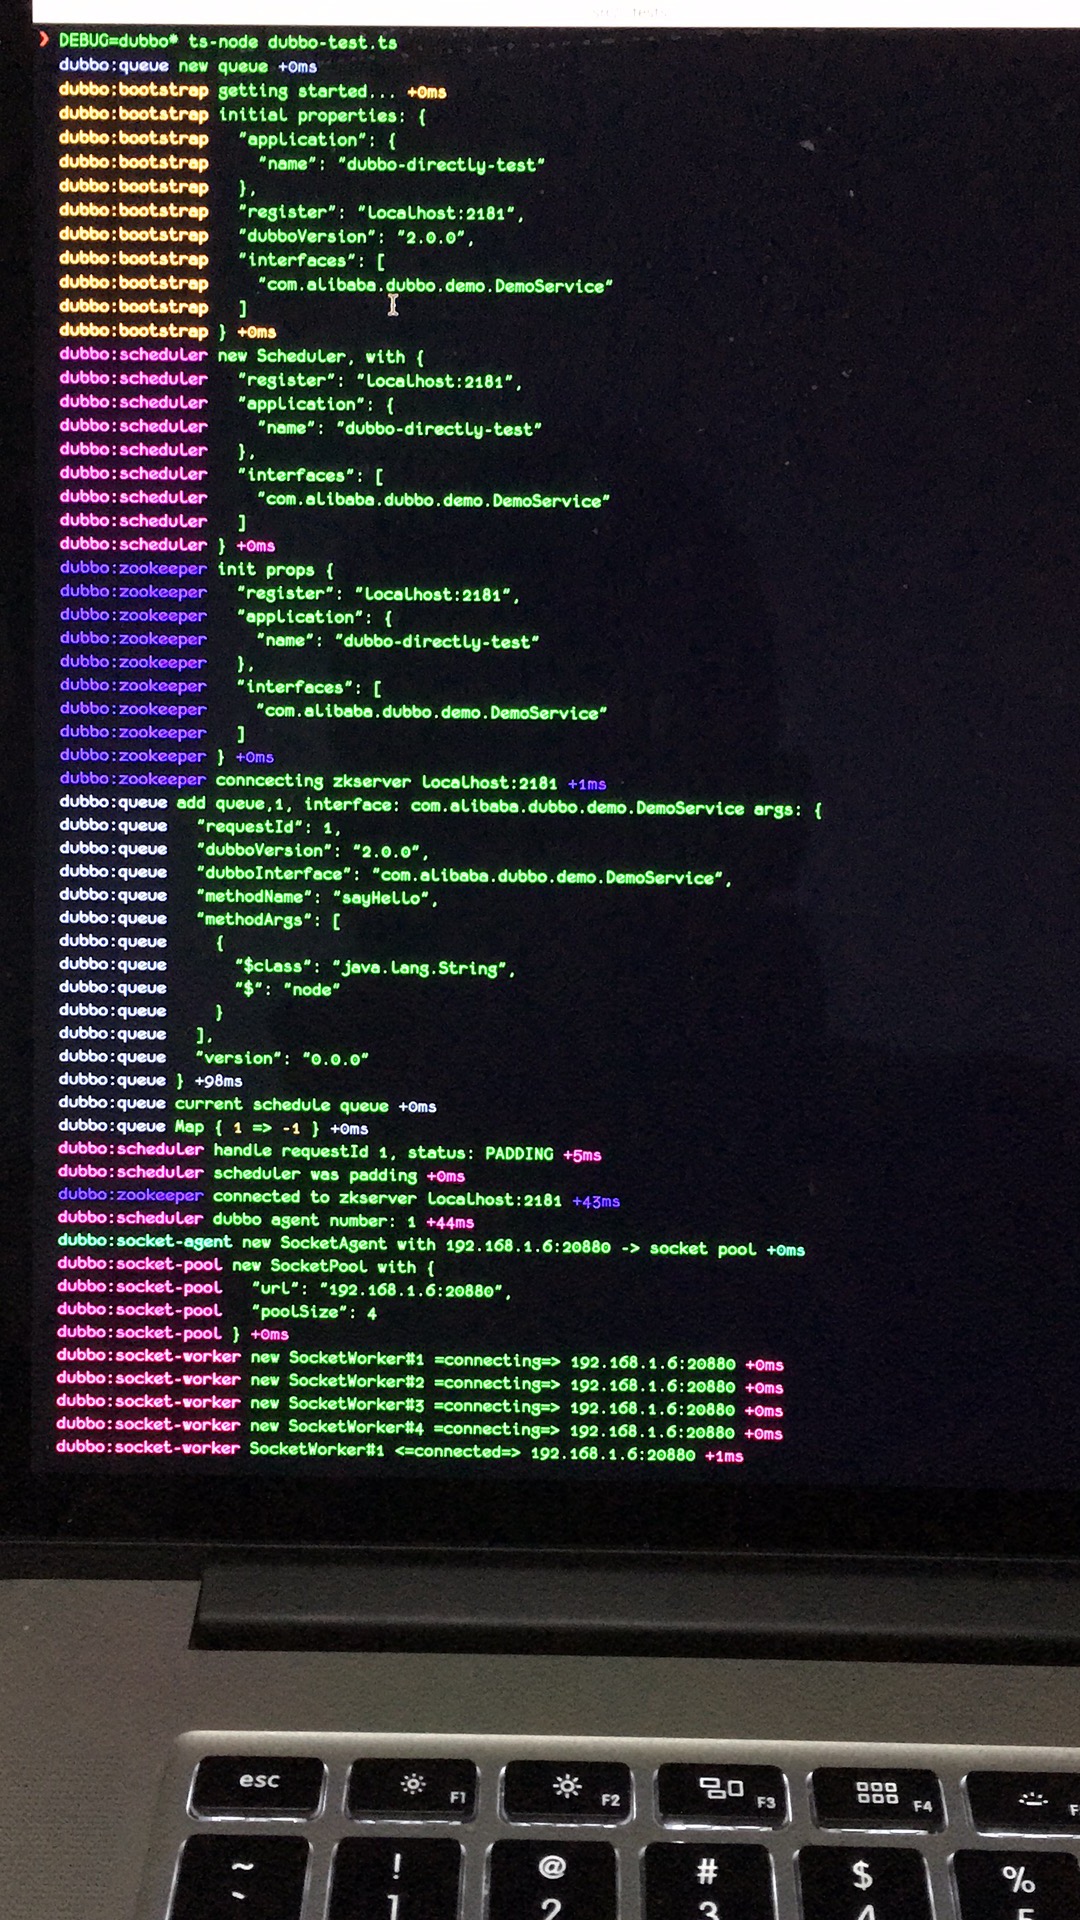 ❯ DEBUG=dubbo* ts-node dubbo-test.ts
dubbo:queue new queue +0ms
dubbo:bootstrap getting started... +0ms
dubbo:bootstrap initial properties: {
dubbo:bootstrap   "application": {
dubbo:bootstrap     "name": "dubbo-directly-test"
dubbo:bootstrap   },
dubbo:bootstrap   "register": "localhost:2181",
dubbo:bootstrap   "dubboVersion": "2.0.0",
dubbo:bootstrap   "interfaces": [
dubbo:bootstrap     "com.alibaba.dubbo.demo.DemoService"
dubbo:bootstrap   ]
dubbo:bootstrap } +0ms
dubbo:scheduler new Scheduler, with {
dubbo:scheduler   "register": "localhost:2181",
dubbo:scheduler   "application": {
dubbo:scheduler     "name": "dubbo-directly-test"
dubbo:scheduler   },
dubbo:scheduler   "interfaces": [
dubbo:scheduler     "com.alibaba.dubbo.demo.DemoService"
dubbo:scheduler   ]
dubbo:scheduler } +0ms
dubbo:zookeeper init props {
dubbo:zookeeper   "register": "localhost:2181",
dubbo:zookeeper   "application": {
dubbo:zookeeper     "name": "dubbo-directly-test"
dubbo:zookeeper   },
dubbo:zookeeper   "interfaces": [
dubbo:zookeeper     "com.alibaba.dubbo.demo.DemoService"
dubbo:zookeeper   ]
dubbo:zookeeper } +0ms
dubbo:zookeeper conncecting zkserver localhost:2181 +1ms
dubbo:queue add queue,1, interface: com.alibaba.dubbo.demo.DemoService args: {
dubbo:queue   "requestId": 1,
dubbo:queue   "dubboVersion": "2.0.0",
dubbo:queue   "dubboInterface": "com.alibaba.dubbo.demo.DemoService",
dubbo:queue   "methodName": "sayHello",
dubbo:queue   "methodArgs": [
dubbo:queue     {
dubbo:queue       "$class": "java.lang.String",
dubbo:queue       "$": "node"
dubbo:queue     }
dubbo:queue   ],
dubbo:queue   "version": "0.0.0"
dubbo:queue } +98ms
dubbo:queue current schedule queue +0ms
dubbo:queue Map { 1 => -1 } +0ms
dubbo:scheduler handle requestId 1, status: PADDING +5ms
dubbo:scheduler scheduler was padding +0ms
dubbo:zookeeper connected to zkserver localhost:2181 +43ms
dubbo:scheduler dubbo agent number: 1 +44ms
dubbo:socket-agent new SocketAgent with 192.168.1.6:20880 -> socket pool +0ms
dubbo:socket-pool new SocketPool with {
dubbo:socket-pool   "url": "192.168.1.6:20880",
dubbo:socket-pool   "poolSize": 4
dubbo:socket-pool } +0ms
dubbo:socket-worker new SocketWorker#1 =connecting=> 192.168.1.6:20880 +0ms
dubbo:socket-worker new SocketWorker#2 =connecting=> 192.168.1.6:20880 +0ms
dubbo:socket-worker new SocketWorker#3 =connecting=> 192.168.1.6:20880 +0ms
dubbo:socket-worker new SocketWorker#4 =connecting=> 192.168.1.6:20880 +0ms
dubbo:socket-worker SocketWorker#1 <=connected=> 192.168.1.6:20880 +1ms
esc F1 F2 F3 F4 F
~ ! @ # $ %
` 1 2 3 4 5